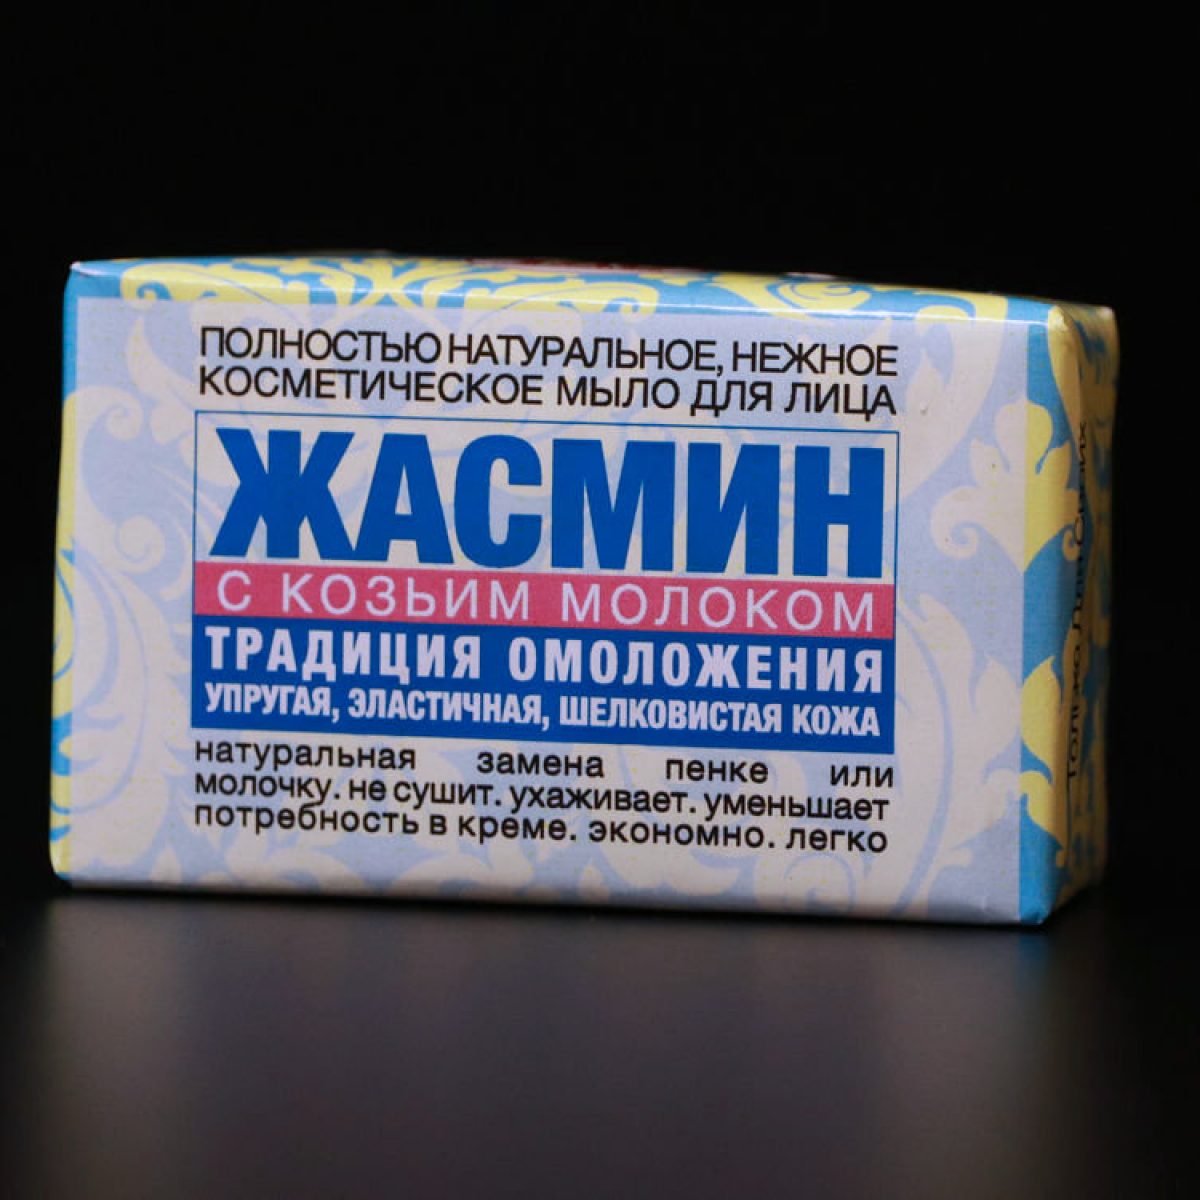 ПОЛНОСТЬЮ НАТУРАЛЬНОЕ, НЕЖНОЕ
КОСМЕТИЧЕСКОЕ МЫЛО ДЛЯ ЛИЦА
ЖАСМИН
С КОЗЬИМ МОЛОКОМ
ТРАДИЦИЯ ОМОЛОЖЕНИЯ
УПРУГАЯ, ЭЛАСТИЧНАЯ, ШЕЛКОВИСТАЯ КОЖА
натуральная замена пенке или
молочку. не сушит. ухаживает. уменьшает
потребность в креме. экономно. легко